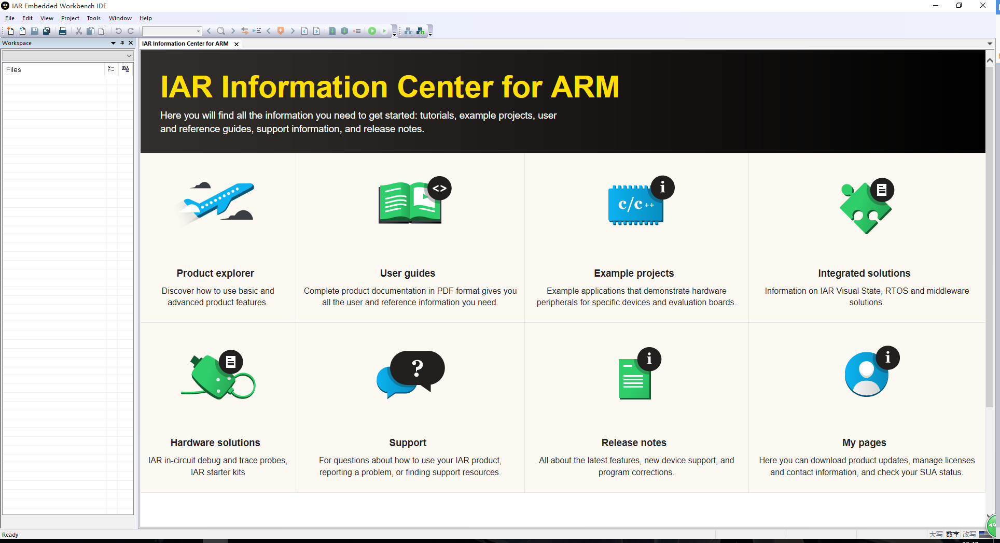 IAR Embedded Workbench IDE
File Edit View Project Tools Window Help
Workspace
IAR Information Center for ARM
Files
IAR Information Center for ARM
Here you will find all the information you need to get started: tutorials, example projects, user
and reference guides, support information, and release notes.
<>
i
c/c++
Product explorer
Discover how to use basic and
advanced product features.
User guides
Complete product documentation in PDF format gives you
all the user and reference information you need.
Example projects
Example applications that demonstrate hardware
peripherals for specific devices and evaluation boards.
Integrated solutions
Information on IAR Visual State, RTOS and middleware
solutions.
?
i
i
Hardware solutions
IAR in-circuit debug and trace probes,
IAR starter kits
Support
For questions about how to use your IAR product,
reporting a problem, or finding support resources.
Release notes
All about the latest features, new device support, and
program corrections.
My pages
Here you can download product updates, manage licenses
and contact information, and check your SUA status.
49
Ready
大写 数字 改写